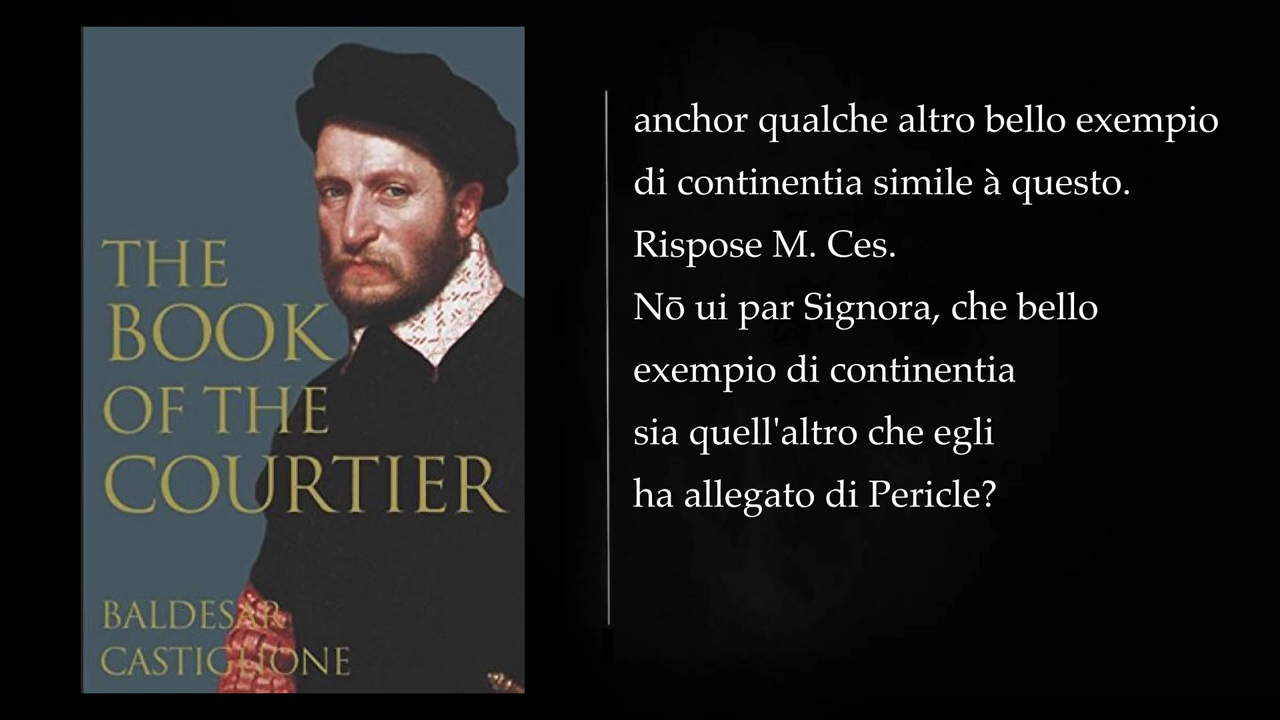 THE
BOOK
OF THE
COURTIER
BALDESAR
CASTIGLIONE
anchor qualche altro bello exempio
di continentia simile à questo.
Rispose M. Ces.
Nō ui par Signora, che bello
exempio di continentia
sia quell'altro che egli
ha allegato di Pericle?